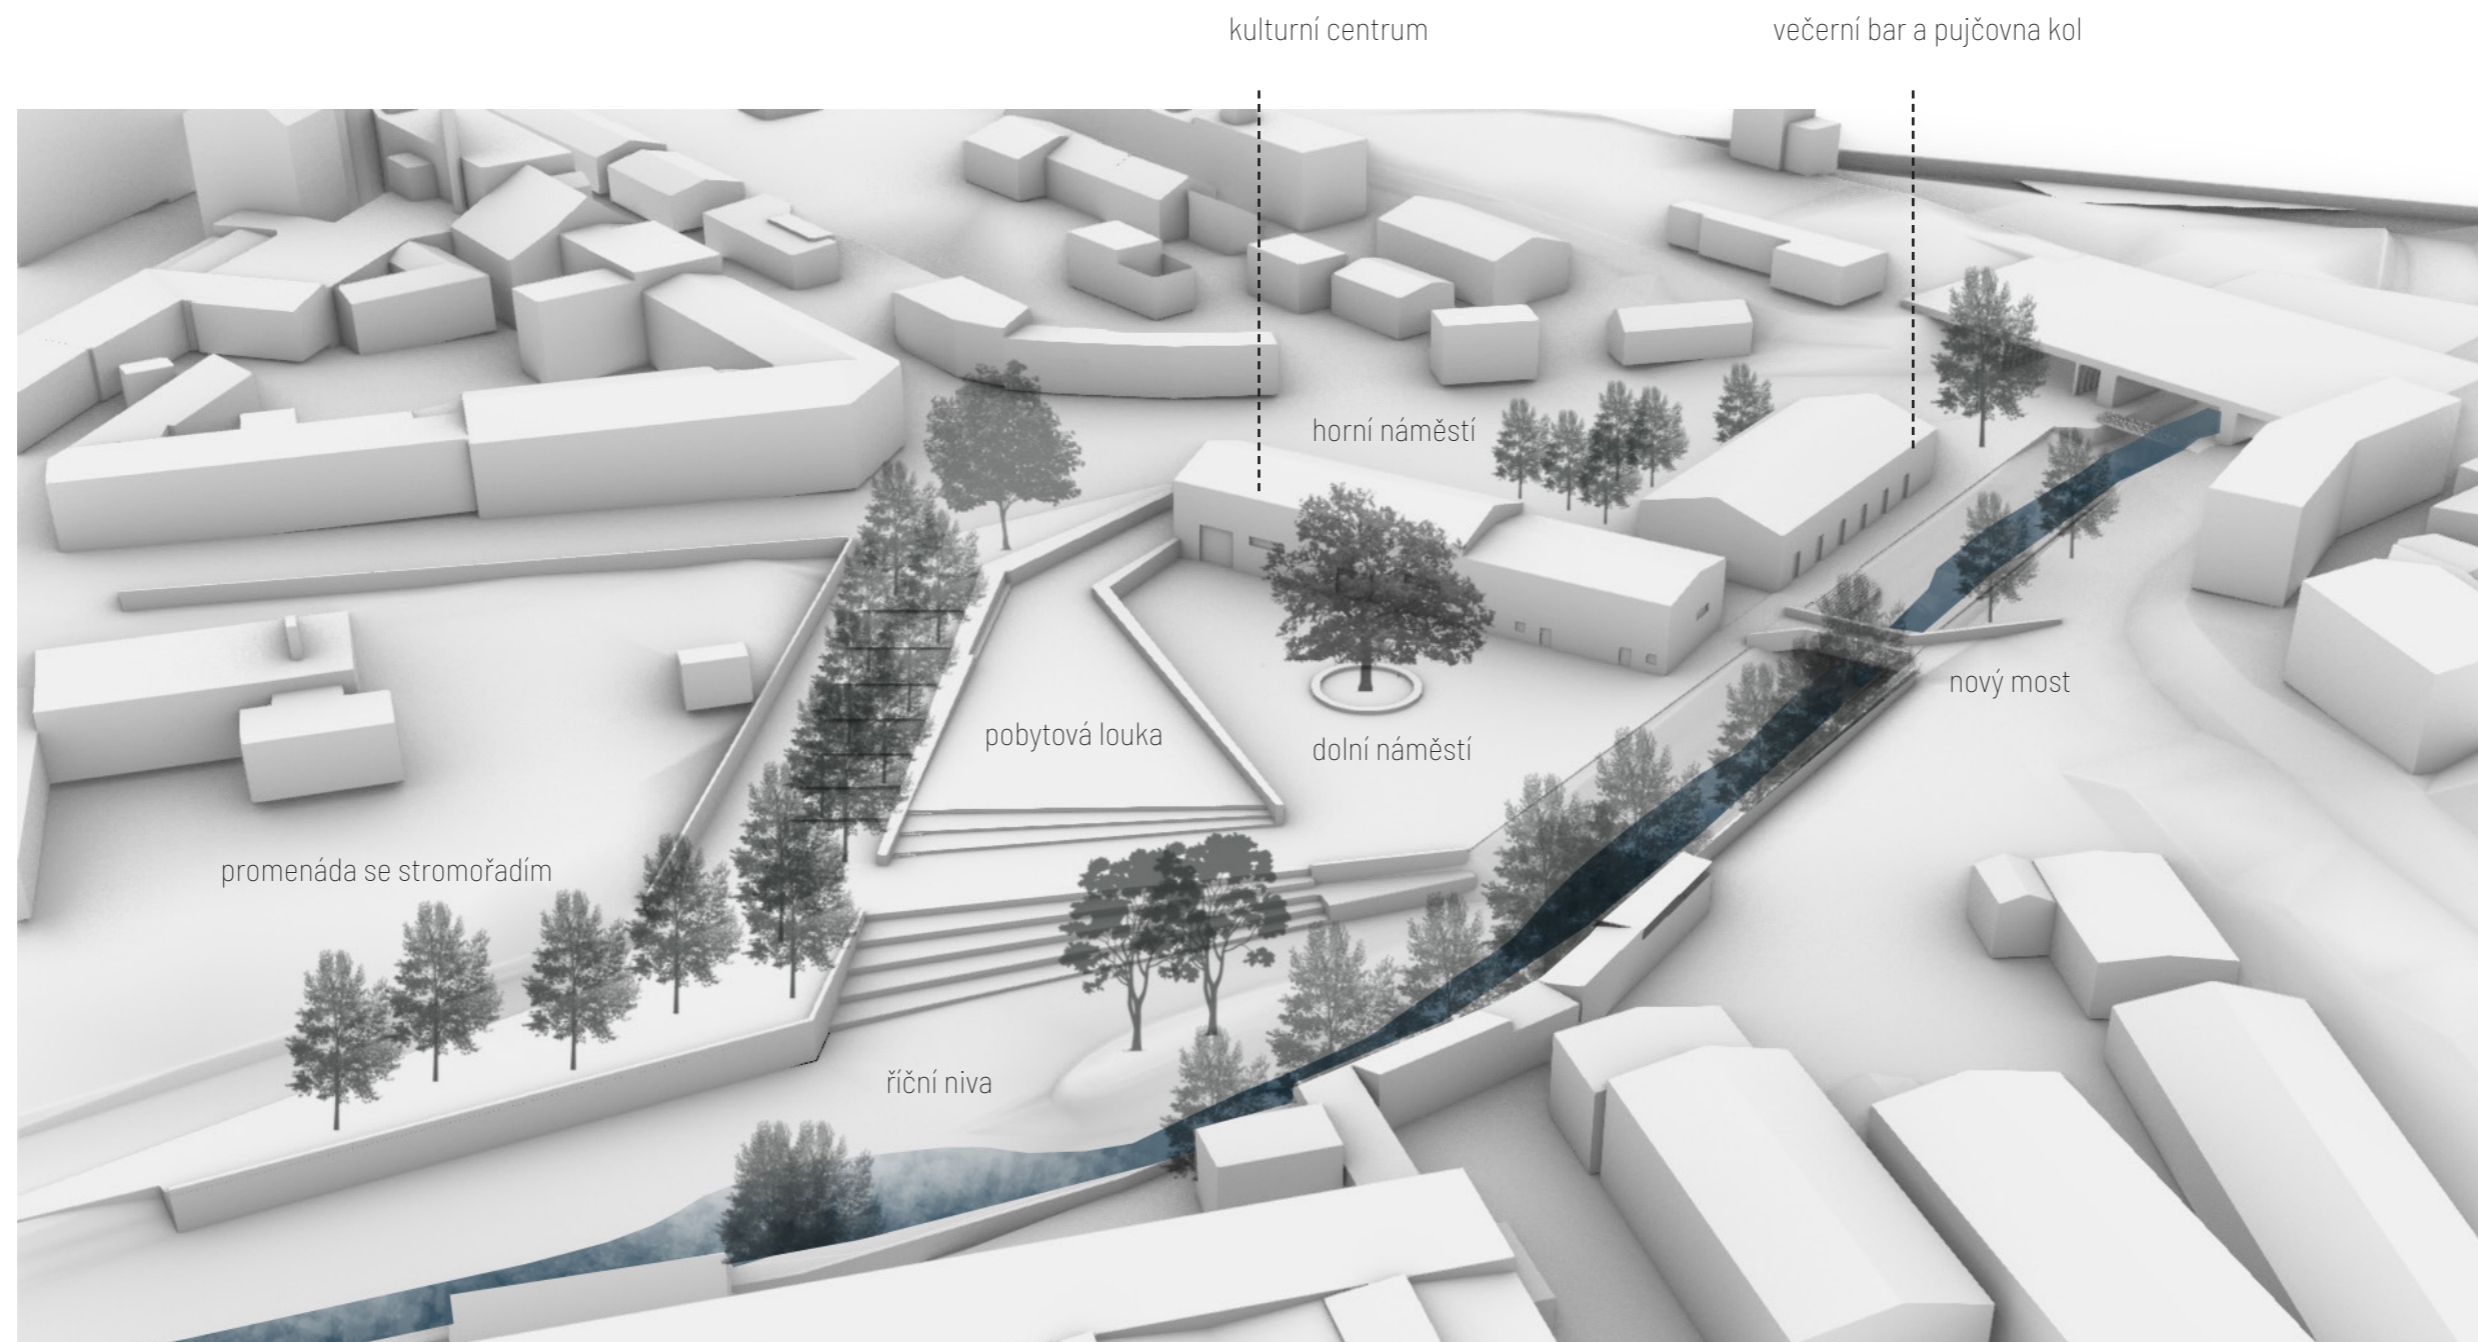 kulturní centrum
večerní bar a pujčovna kol
horní náměstí
nový most
pobytová louka
dolní náměstí
promenáda se stromořadím
říční niva